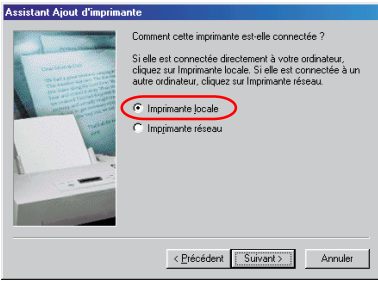 Assistant Ajout d'imprimante
Comment cette imprimante est-elle connectée ?
Si elle est connectée directement à votre ordinateur,
cliquez sur Imprimante locale. Si elle est connectée à un
autre ordinateur, cliquez sur Imprimante réseau.
Imprimante locale
Imprimante réseau
< Précédent
Suivant >
Annuler